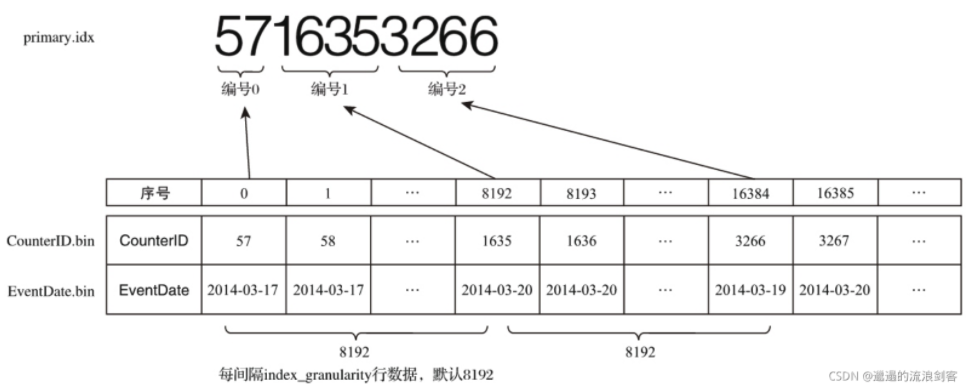 primary.idx 5716353266
编号0 编号1 编号2
序号 0 1 … 8192 8193 … 16384 16385 …
CounterID.bin CounterID 57 58 … 1635 1636 … 3266 3267 …
EventDate.bin EventDate 2014-03-17 2014-03-17 … 2014-03-20 2014-03-20 … 2014-03-19 2014-03-20 …
8192 8192
每间隔index_granularity行数据，默认8192
CSDN @邋遢的流浪剑客